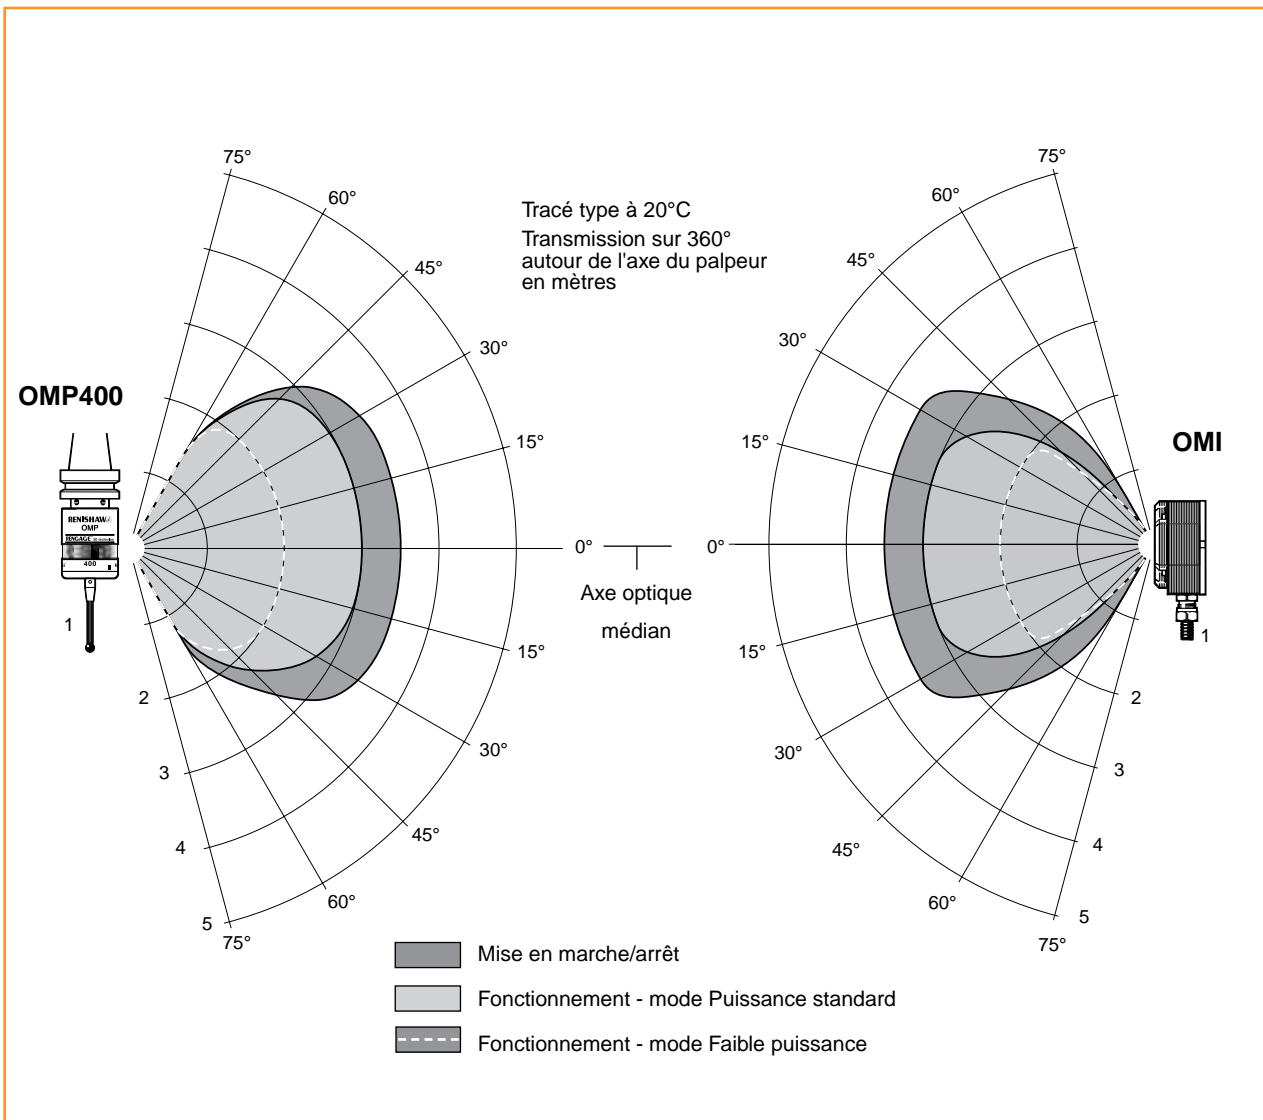 75°
60°
45°
30°
15°
0°
15°
30°
45°
60°
75°
OMP400
RENISHAW
OMP
RENGAGE
400
1
2
3
4
5
Tracé type à 20°C
Transmission sur 360°
autour de l'axe du palpeur
en mètres
Axe optique
médian
75°
60°
45°
30°
15°
0°
15°
30°
45°
60°
75°
OMI
1
2
3
4
5
Mise en marche/arrêt
Fonctionnement - mode Puissance standard
Fonctionnement - mode Faible puissance